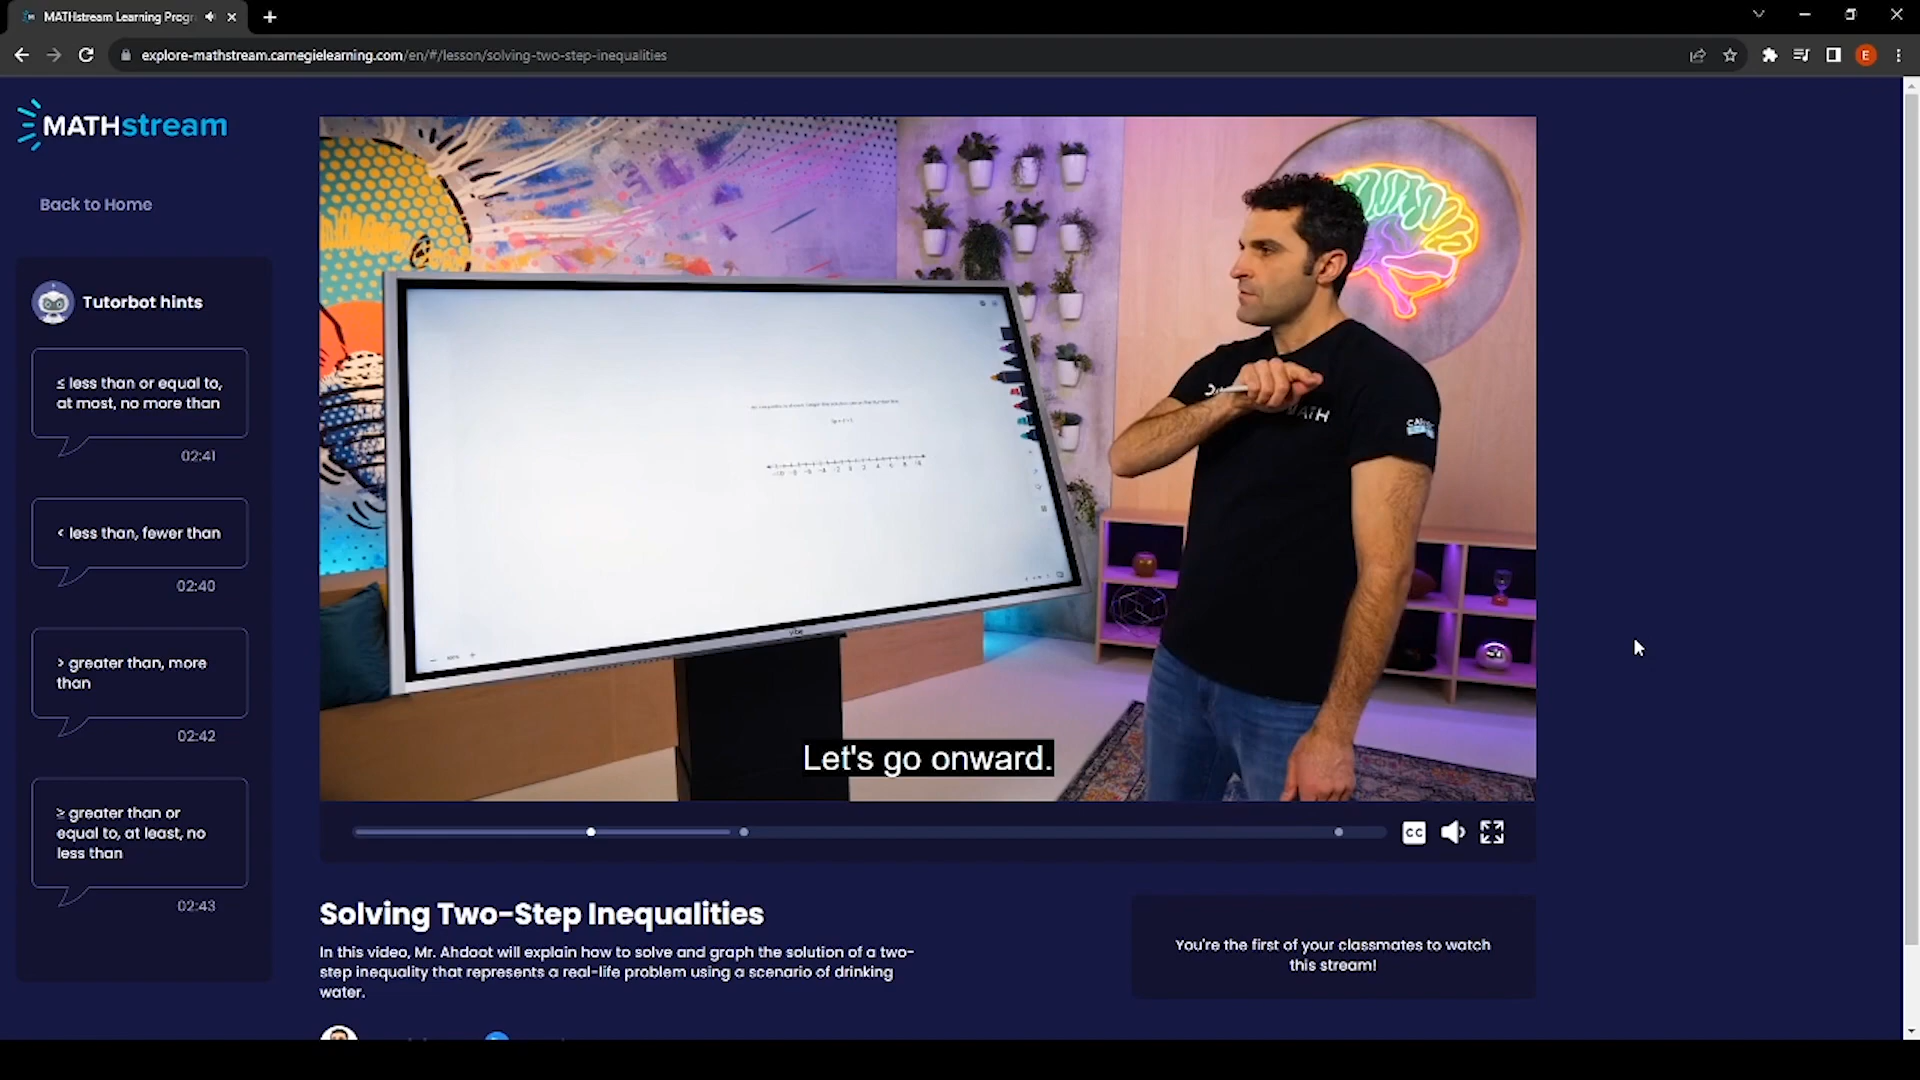 MATHstream Learning Progr
explore-mathstream.carnegielearning.com/en/#/lesson/solving-two-step-inequalities
E
MATHstream
Back to Home
Tutorbot hints
≤ less than or equal to,
at most, no more than
02:41
< less than, fewer than
02:40
> greater than, more
than
02:42
≥ greater than or
equal to, at least, no
less than
02:43
vibe
Let's go onward.
CC
Solving Two-Step Inequalities
In this video, Mr. Ahdoot will explain how to solve and graph the solution of a two-
step inequality that represents a real-life problem using a scenario of drinking
water.
You're the first of your classmates to watch
this stream!